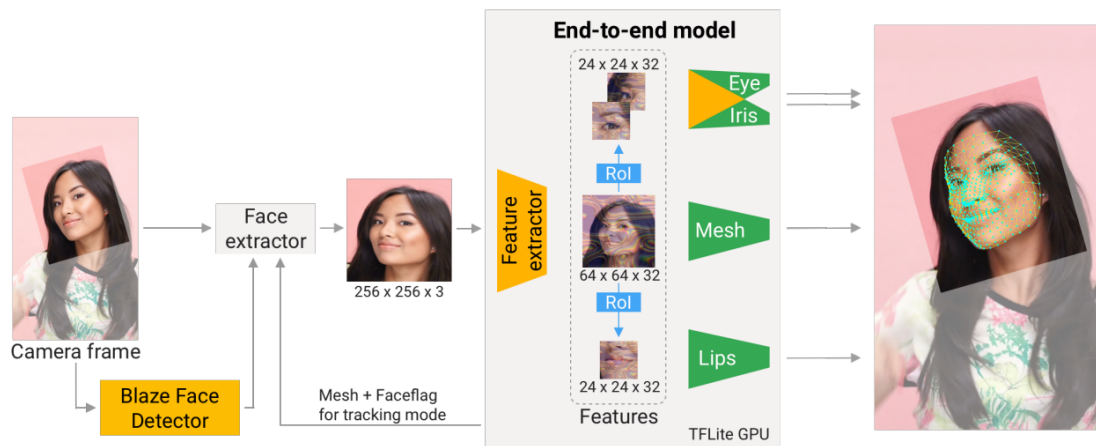 End-to-end model
24 x 24 x 32
Eye
Iris
RoI
Face
extractor
Feature
extractor
Mesh
256 x 256 x 3
64 x 64 x 32
RoI
Camera frame
Lips
Blaze Face
Detector
Mesh + Faceflag
for tracking mode
24 x 24 x 32
Features
TFLite GPU